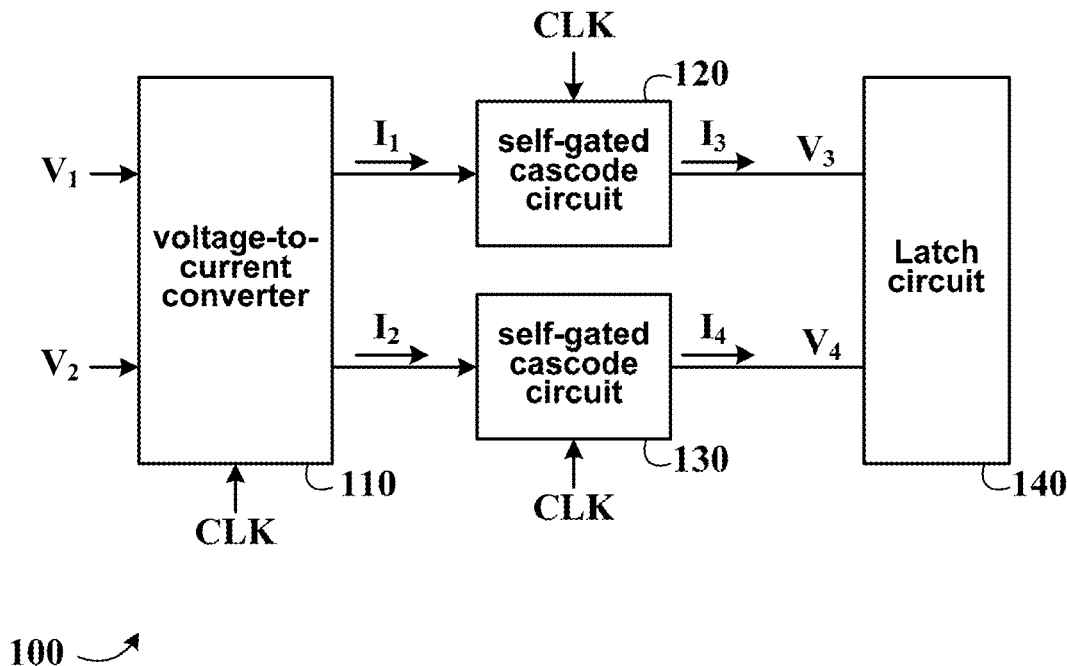 CLK
120
V₁
I₁
self-gated
cascode
circuit
I₃
V₃
voltage-to-
current
converter
Latch
circuit
V₂
I₂
self-gated
cascode
circuit
I₄
V₄
110
CLK
130
CLK
140
100